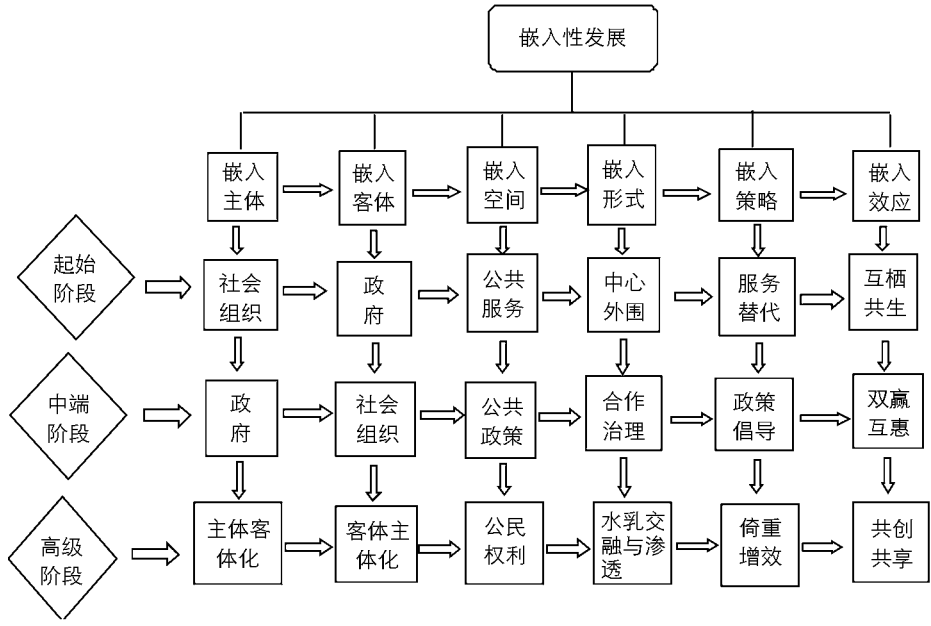 嵌入性发展
嵌入
主体
嵌入
客体
嵌入
空间
嵌入
形式
嵌入
策略
嵌入
效应
起始
阶段
社会
组织
政
府
公共
服务
中心
外围
服务
替代
互栖
共生
中端
阶段
政
府
社会
组织
公共
政策
合作
治理
政策
倡导
双赢
互惠
高级
阶段
主体客
体化
客体主
体化
公民
权利
水乳交
融与渗
透
倚重
增效
共创
共享